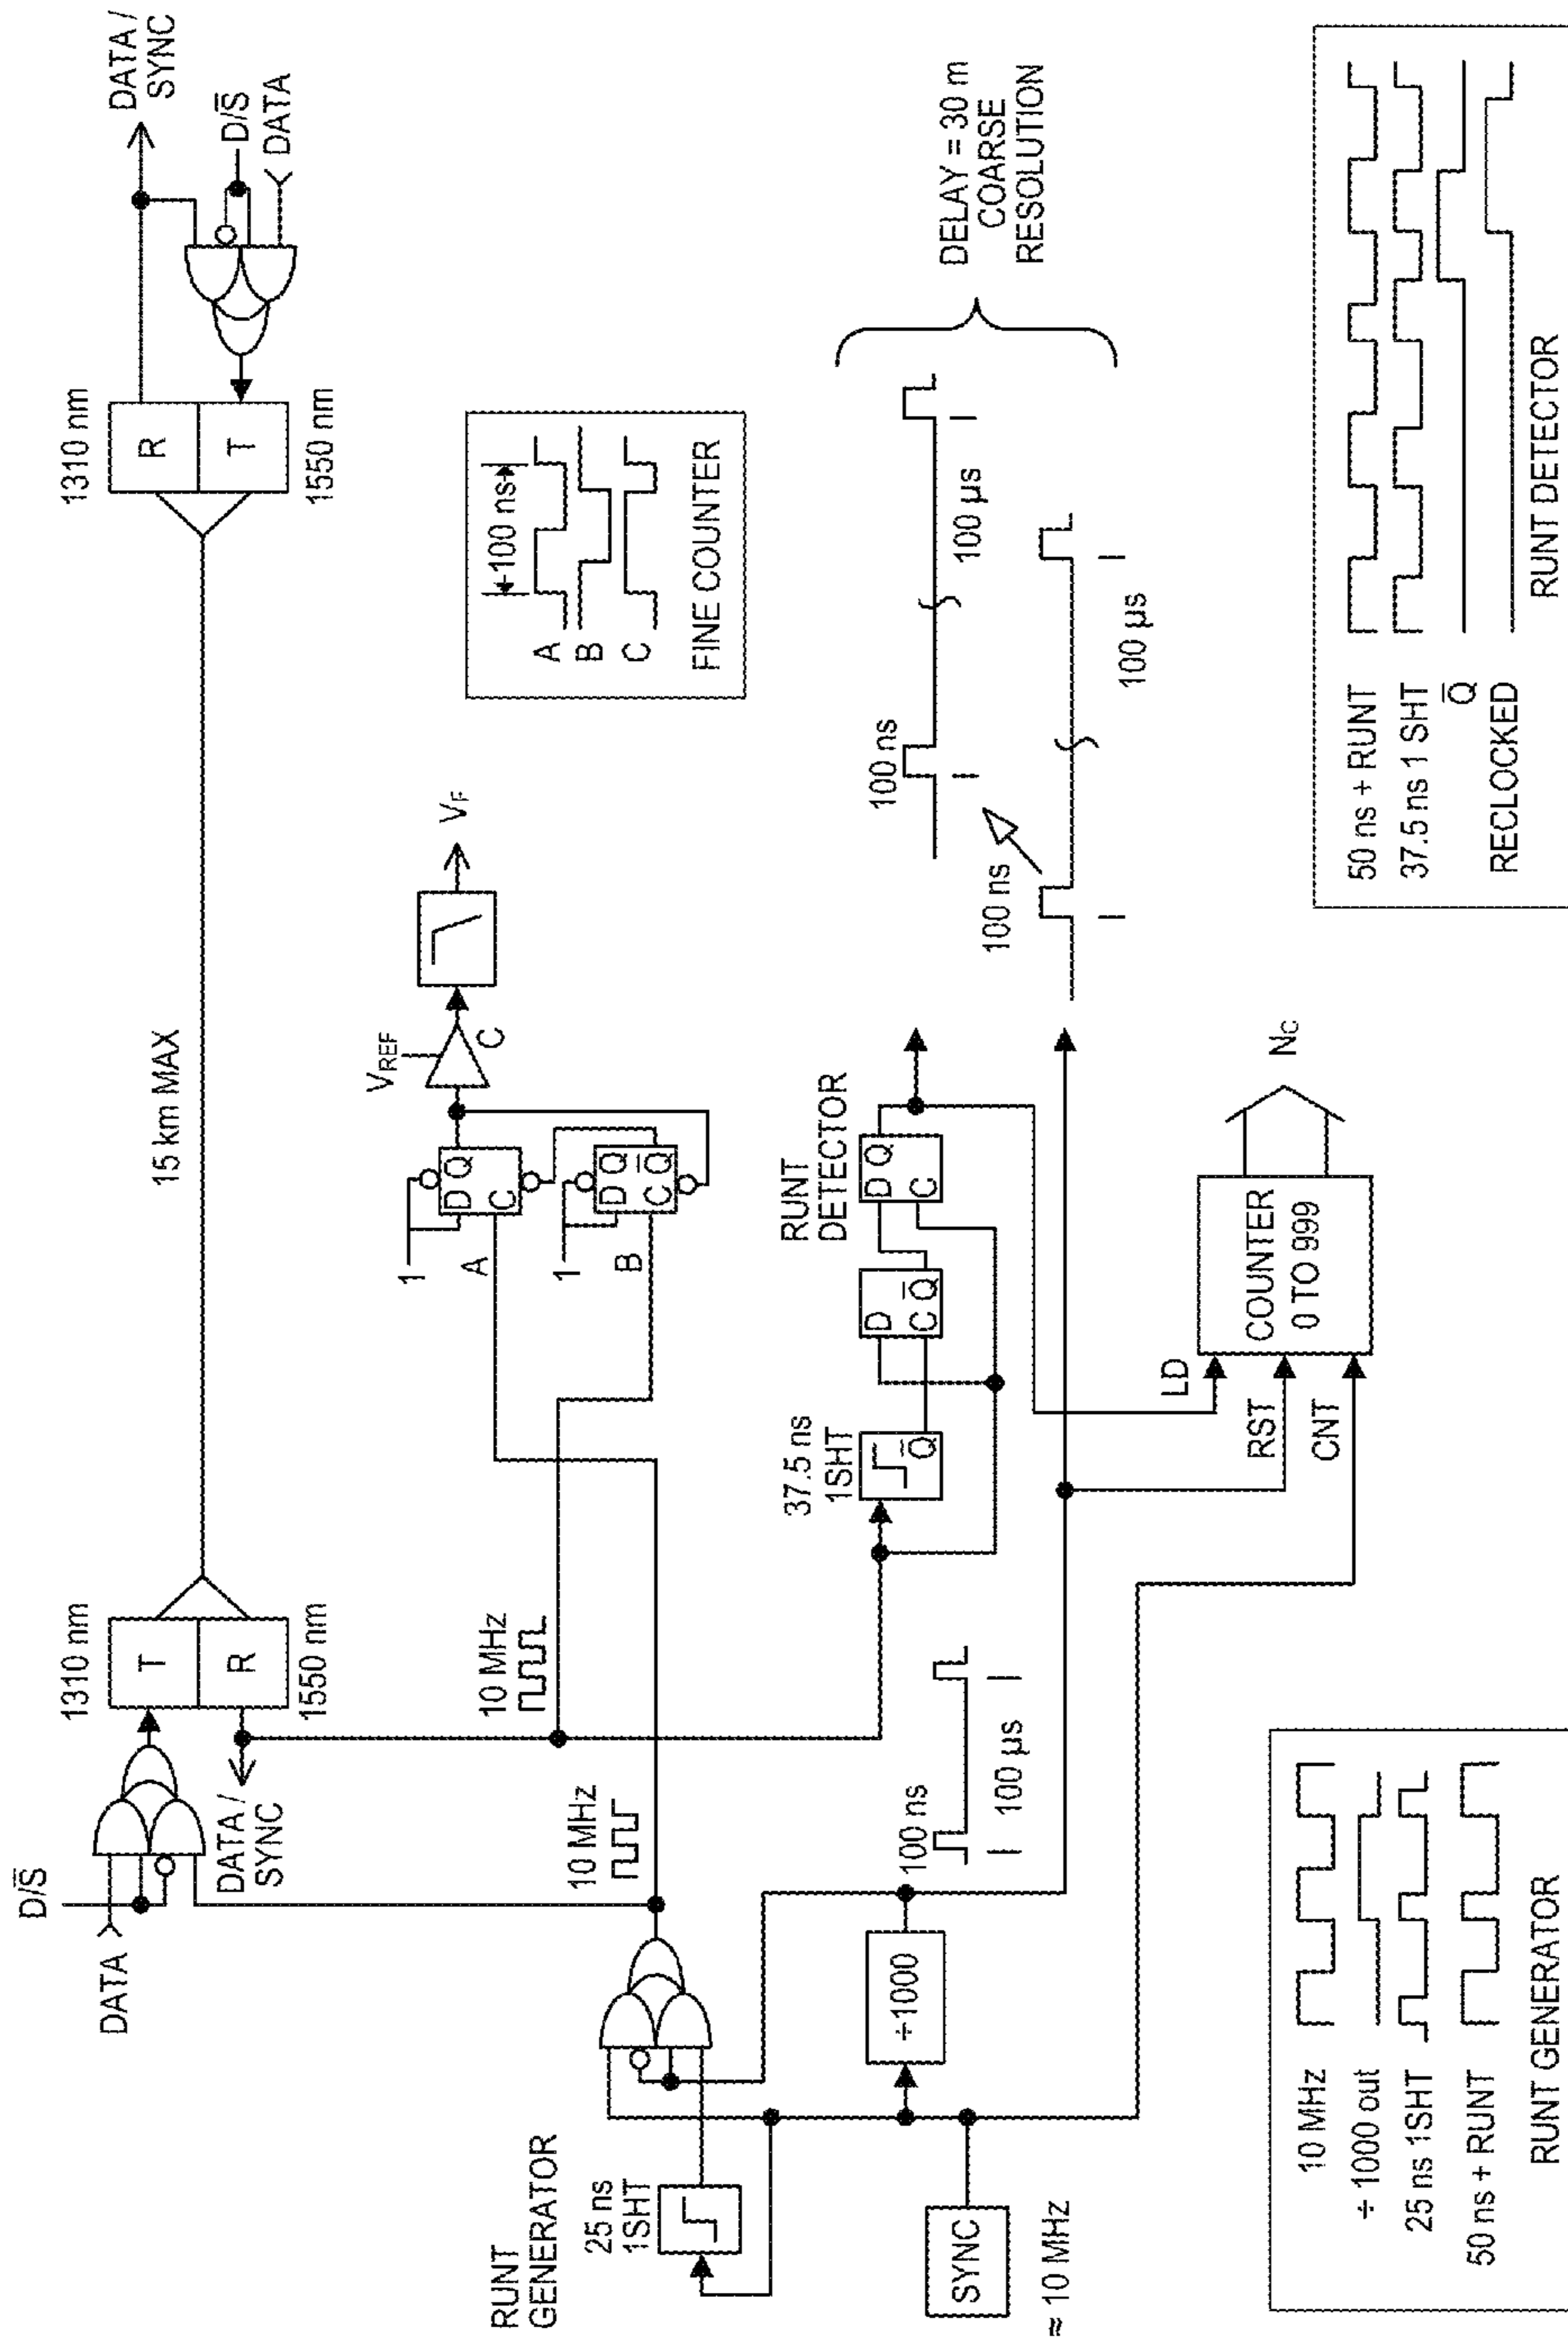 D/S̅
DATA
DATA /
SYNC
1310 nm
T
R
1550 nm
15 km MAX
1310 nm
R
T
1550 nm
DATA /
SYNC
D/S̅
DATA
10 MHz
10 MHz
1
A
D Q
C
1
B
D Q
C Q̅
VREF
C
VF
A
B
C
100 ns
FINE COUNTER
RUNT
GENERATOR
25 ns
1SHT
SYNC
≈ 10 MHz
÷1000
100 ns
100 µs
37.5 ns
1SHT
Q̅
D
C Q̅
RUNT
DETECTOR
D Q
C
LD
RST
CNT
COUNTER
0 TO 999
NC
100 ns
100 µs
100 ns
100 µs
DELAY = 30 m
COARSE
RESOLUTION
10 MHz
÷ 1000 out
25 ns 1SHT
50 ns + RUNT
RUNT GENERATOR
50 ns + RUNT
37.5 ns 1 SHT
Q̅
RECLOCKED
RUNT DETECTOR